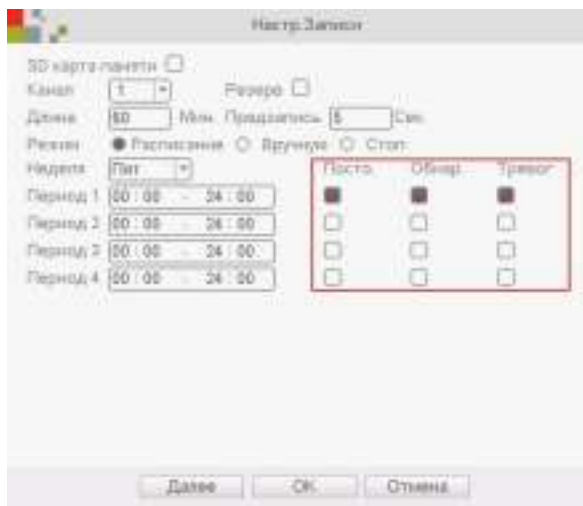 Настр.Записи
SD карта памяти
Канал 1 Резерв
Длина 60 Мин. Предзапись 5 Сек.
Режим Расписание Вручную Стоп
Неделя Пят Посто. Обнар. Тревог
Период 1 00:00 - 24:00
Период 2 00:00 - 24:00
Период 3 00:00 - 24:00
Период 4 00:00 - 24:00
Далее OK Отмена